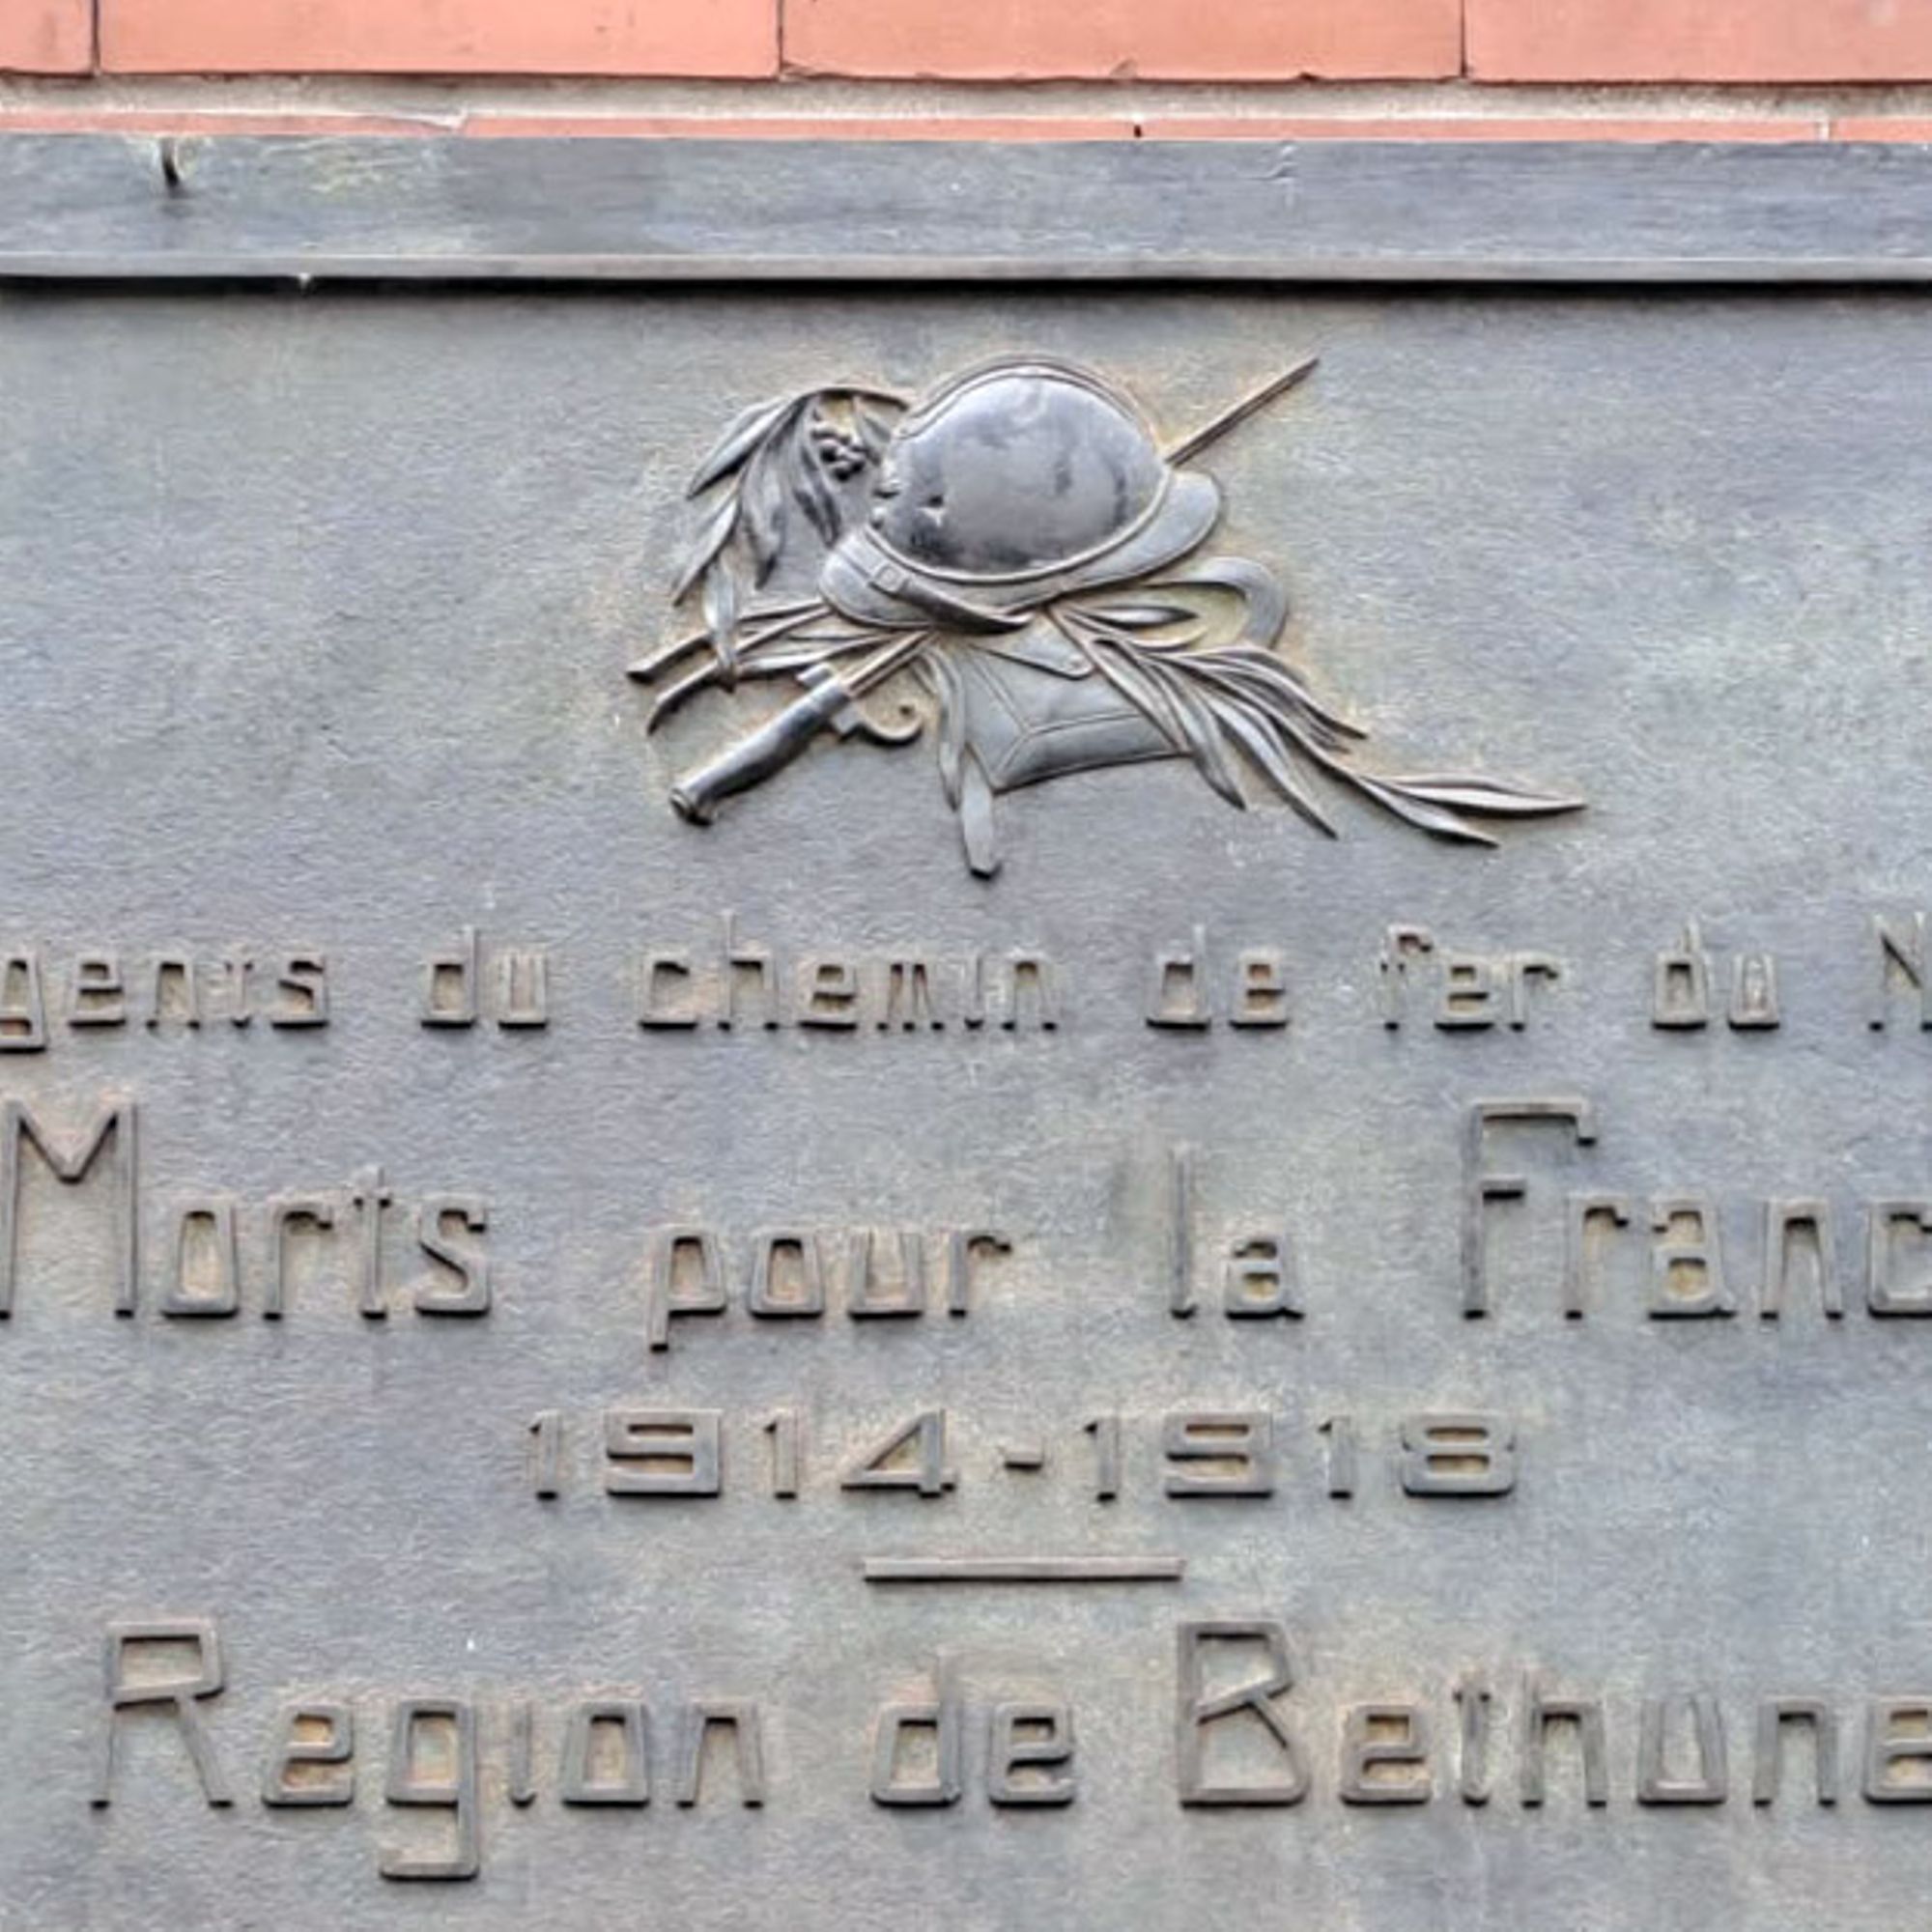 gents du chemin de fer du N
Morts pour la Franc
1914-1918
Region de Bethune